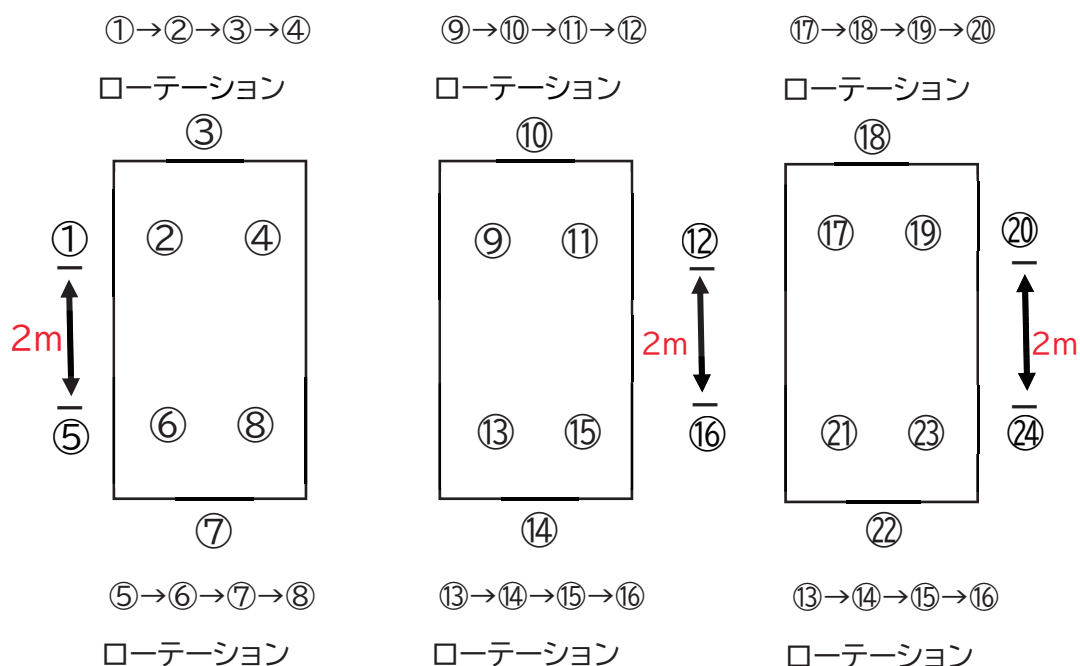 ①→②→③→④ ⑨→⑩→⑪→⑫ ⑰→⑱→⑲→⑳
ローテーション ローテーション ローテーション
③ ⑩ ⑱
① ② ④ ⑨ ⑪ ⑫ ⑰ ⑲ ⑳
2m 2m 2m
⑤ ⑥ ⑧ ⑬ ⑮ ⑯ ㉑ ㉓ ㉔
⑦ ⑭ ㉒
⑤→⑥→⑦→⑧ ⑬→⑭→⑮→⑯ ⑬→⑭→⑮→⑯
ローテーション ローテーション ローテーション